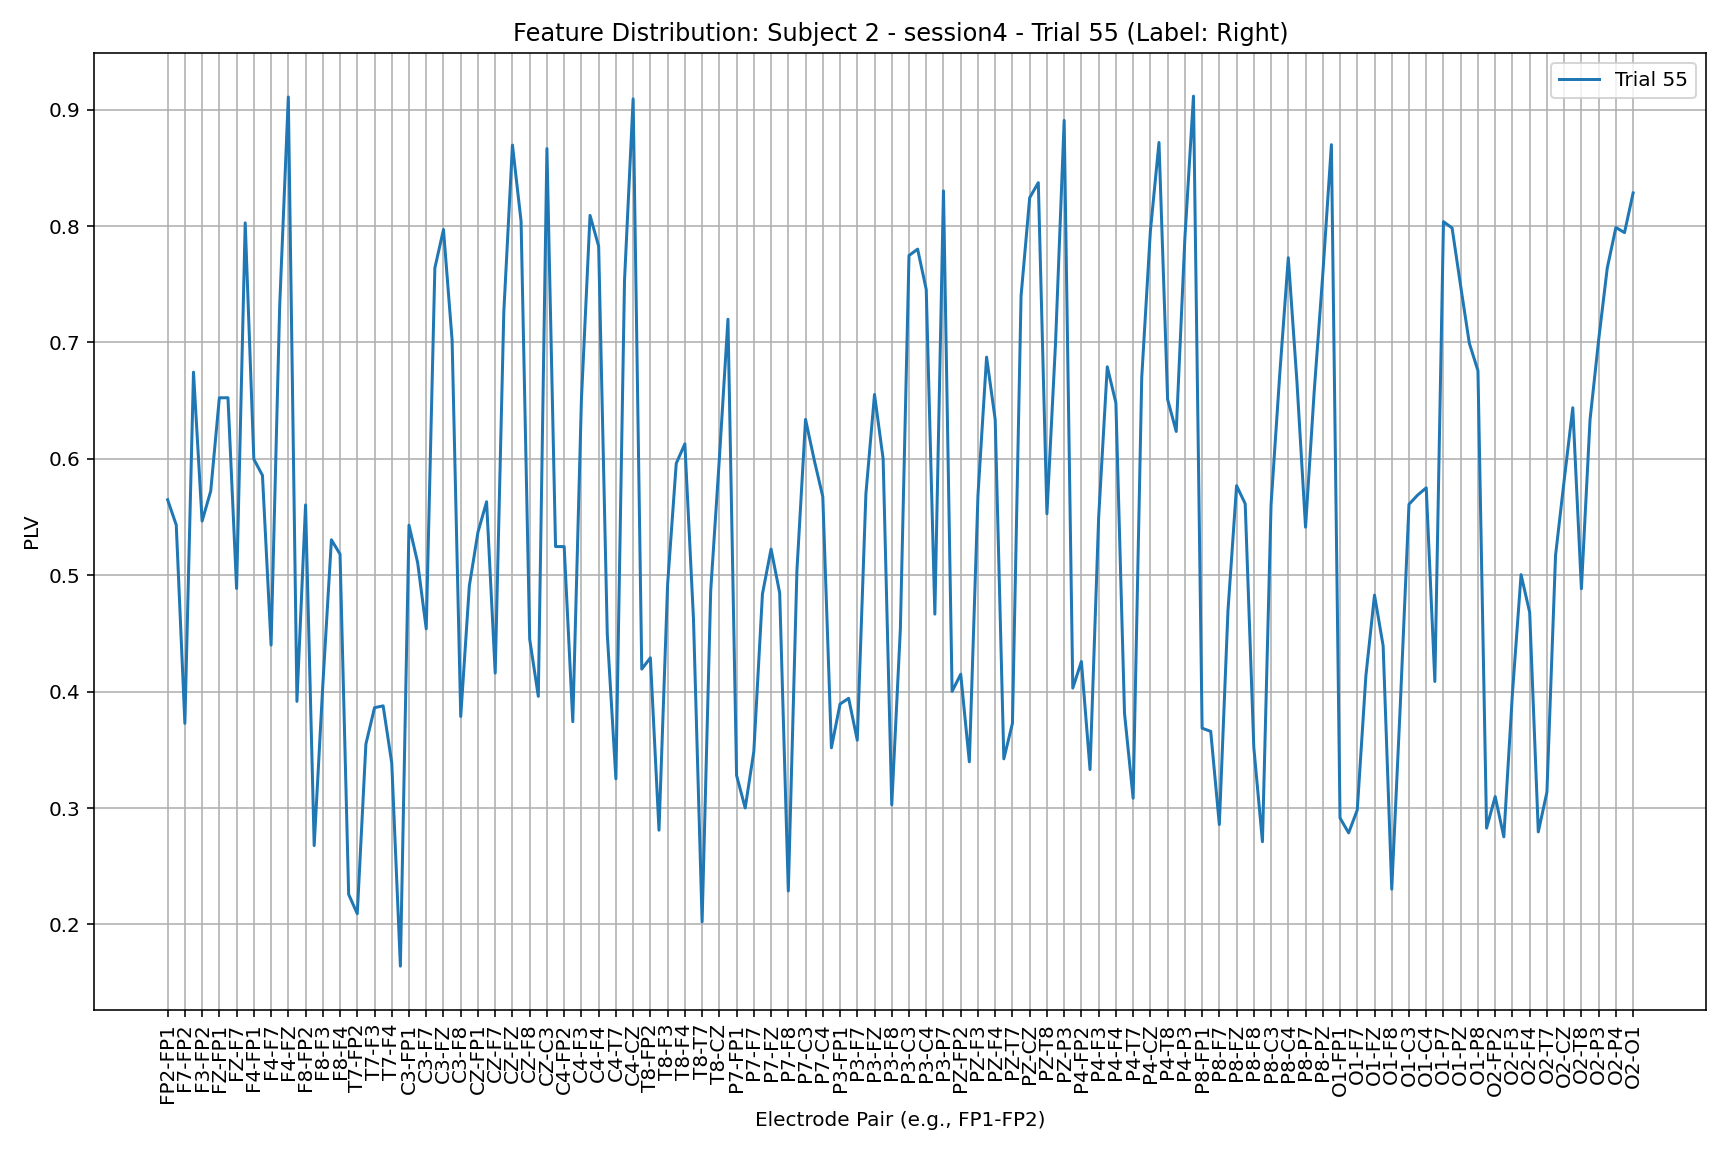 Feature Distribution: Subject 2 - session4 - Trial 55 (Label: Right)
Trial 55
PLV
0.9
0.8
0.7
0.6
0.5
0.4
0.3
0.2
FP2-FP1
F7-FP2
F3-FP2
FZ-FP1
FZ-F7
F4-FP1
F4-F7
F4-FZ
F8-FP2
F8-F3
F8-F4
T7-FP2
T7-F3
T7-F4
C3-FP1
C3-F7
C3-FZ
C3-F8
CZ-FP1
CZ-F7
CZ-FZ
CZ-F8
CZ-C3
C4-FP2
C4-F3
C4-F4
C4-T7
C4-CZ
T8-FP2
T8-F3
T8-F4
T8-T7
T8-CZ
P7-FP1
P7-F7
P7-FZ
P7-F8
P7-C3
P7-C4
P3-FP1
P3-F7
P3-FZ
P3-F8
P3-C3
P3-C4
P3-P7
PZ-FP2
PZ-F3
PZ-F4
PZ-T7
PZ-CZ
PZ-T8
PZ-P3
P4-FP2
P4-F3
P4-F4
P4-T7
P4-CZ
P4-T8
P4-P3
P8-FP1
P8-F7
P8-FZ
P8-F8
P8-C3
P8-C4
P8-P7
P8-PZ
O1-FP1
O1-F7
O1-FZ
O1-F8
O1-C3
O1-C4
O1-P7
O1-PZ
O1-P8
O2-FP2
O2-F3
O2-F4
O2-T7
O2-CZ
O2-T8
O2-P3
O2-P4
O2-O1
Electrode Pair (e.g., FP1-FP2)